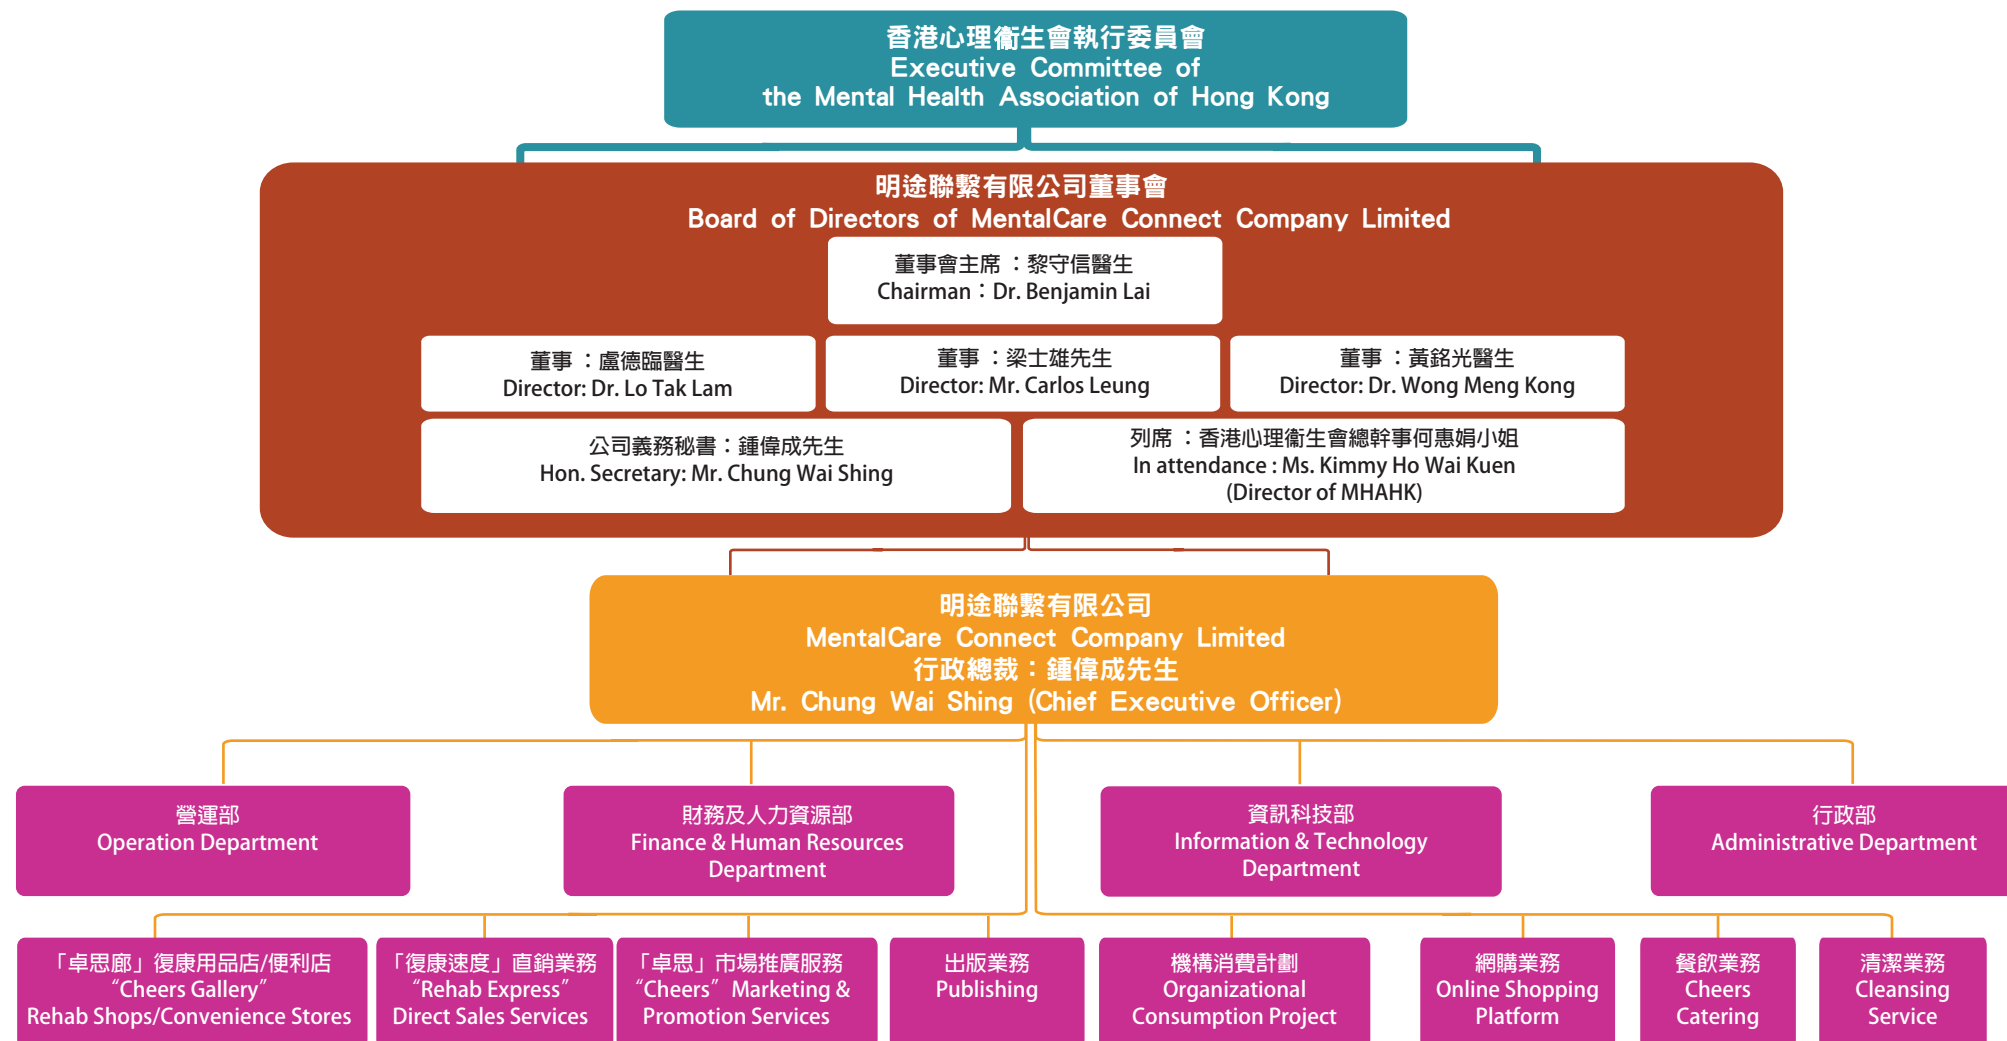 香港心理衞生會執行委員會
Executive Committee of
the Mental Health Association of Hong Kong
明途聯繫有限公司董事會
Board of Directors of MentalCare Connect Company Limited
董事會主席 ：黎守信醫生
Chairman：Dr. Benjamin Lai
董事 ：盧德臨醫生
Director: Dr. Lo Tak Lam
董事 ：梁士雄先生
Director: Mr. Carlos Leung
董事 ：黃銘光醫生
Director: Dr. Wong Meng Kong
公司義務秘書：鍾偉成先生
Hon. Secretary: Mr. Chung Wai Shing
列席 ：香港心理衞生會總幹事何惠娟小姐
In attendance : Ms. Kimmy Ho Wai Kuen
(Director of MHAHK)
明途聯繫有限公司
MentalCare Connect Company Limited
行政總裁：鍾偉成先生
Mr. Chung Wai Shing (Chief Executive Officer)
營運部
Operation Department
財務及人力資源部
Finance & Human Resources
Department
資訊科技部
Information & Technology
Department
行政部
Administrative Department
「卓思廊」復康用品店/便利店
“Cheers Gallery”
Rehab Shops/Convenience Stores
「復康速度」直銷業務
“Rehab Express”
Direct Sales Services
「卓思」市場推廣服務
“Cheers” Marketing &
Promotion Services
出版業務
Publishing
機構消費計劃
Organizational
Consumption Project
網購業務
Online Shopping
Platform
餐飲業務
Cheers
Catering
清潔業務
Cleansing
Service